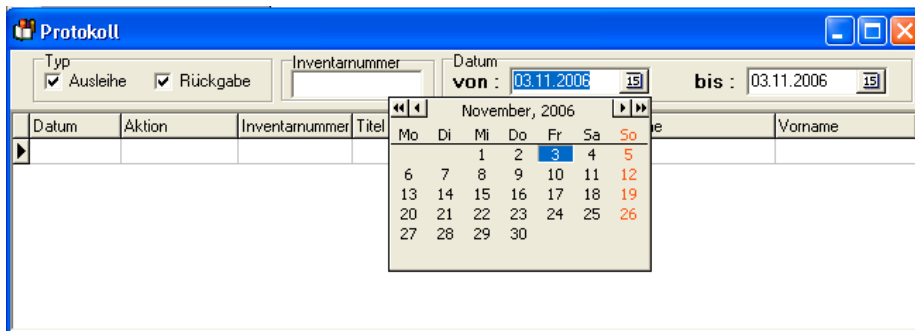 Protokoll
Typ
Ausleihe Rückgabe
Inventarnummer
Datum
von : 03.11.2006 15 bis : 03.11.2006 15
November, 2006
Datum Aktion Inventarnummer Titel Vorname
Mo Di Mi Do Fr Sa So
1 2 3 4 5
6 7 8 9 10 11 12
13 14 15 16 17 18 19
20 21 22 23 24 25 26
27 28 29 30